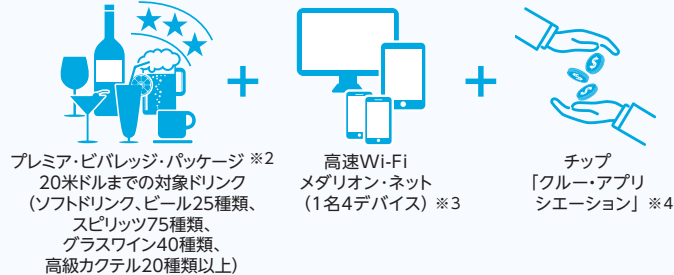 プレミア・ビバレッジ・パッケージ ※2
20米ドルまでの対象ドリンク
(ソフトドリンク、ビール25種類、
スピリッツ75種類、
グラスワイン40種類、
高級カクテル20種類以上)
高速Wi-Fi
メダリオン・ネット
(1名4デバイス) ※3
チップ
「クルー・アプリ
シエーション」 ※4